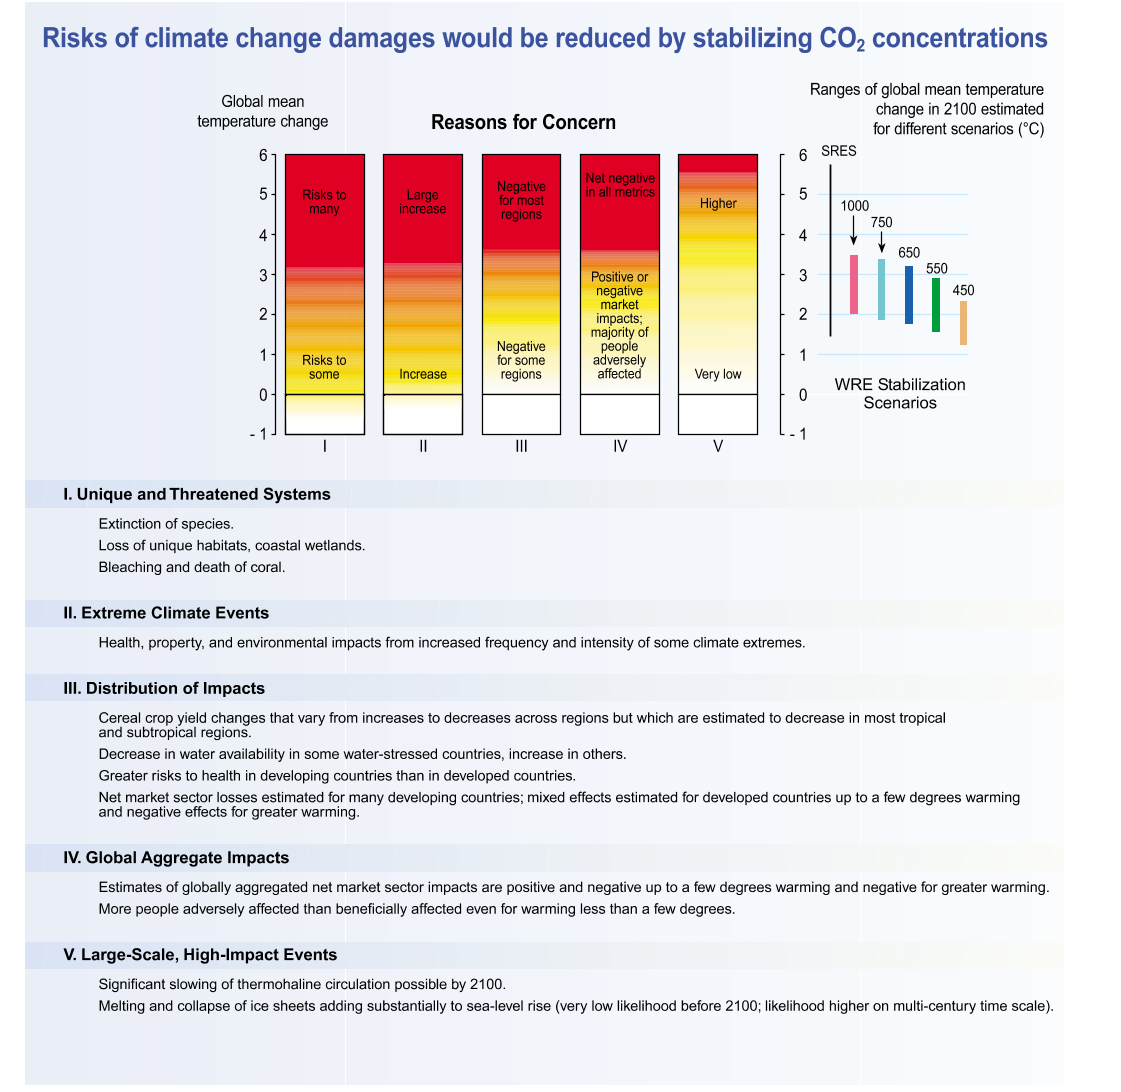 Risks of climate change damages would be reduced by stabilizing CO₂ concentrations
Global mean
temperature change
Reasons for Concern
Ranges of global mean temperature
change in 2100 estimated
for different scenarios (°C)
6
5
4
3
2
1
0
- 1
Risks to
many
Risks to
some
I
Large
increase
Increase
II
Negative
for most
regions
Negative
for some
regions
III
Net negative
in all metrics
Positive or
negative
market
impacts;
majority of
people
adversely
affected
IV
Higher
Very low
V
6
5
4
3
2
1
0
- 1
SRES
1000
750
650
550
450
WRE Stabilization
Scenarios
I. Unique and Threatened Systems
Extinction of species.
Loss of unique habitats, coastal wetlands.
Bleaching and death of coral.
II. Extreme Climate Events
Health, property, and environmental impacts from increased frequency and intensity of some climate extremes.
III. Distribution of Impacts
Cereal crop yield changes that vary from increases to decreases across regions but which are estimated to decrease in most tropical
and subtropical regions.
Decrease in water availability in some water-stressed countries, increase in others.
Greater risks to health in developing countries than in developed countries.
Net market sector losses estimated for many developing countries; mixed effects estimated for developed countries up to a few degrees warming
and negative effects for greater warming.
IV. Global Aggregate Impacts
Estimates of globally aggregated net market sector impacts are positive and negative up to a few degrees warming and negative for greater warming.
More people adversely affected than beneficially affected even for warming less than a few degrees.
V. Large-Scale, High-Impact Events
Significant slowing of thermohaline circulation possible by 2100.
Melting and collapse of ice sheets adding substantially to sea-level rise (very low likelihood before 2100; likelihood higher on multi-century time scale).